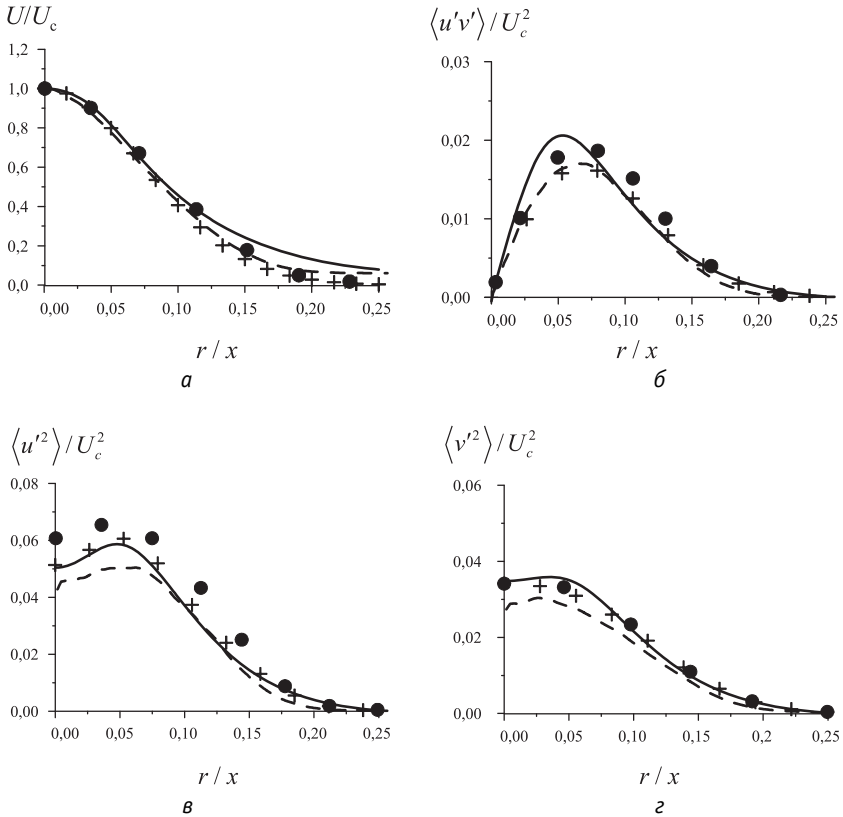 U/U_c
1,2
1,0
0,8
0,6
0,4
0,2
0,0
0,00 0,05 0,10 0,15 0,20 0,25
r / x
а
⟨u′v′⟩/U_c^2
0,03
0,02
0,01
0,00
0,00 0,05 0,10 0,15 0,20 0,25
r / x
б
⟨u′^2⟩/U_c^2
0,08
0,06
0,04
0,02
0,00
0,00 0,05 0,10 0,15 0,20 0,25
r / x
в
⟨v′^2⟩/U_c^2
0,06
0,04
0,02
0,00
0,00 0,05 0,10 0,15 0,2 0,25
r / x
г